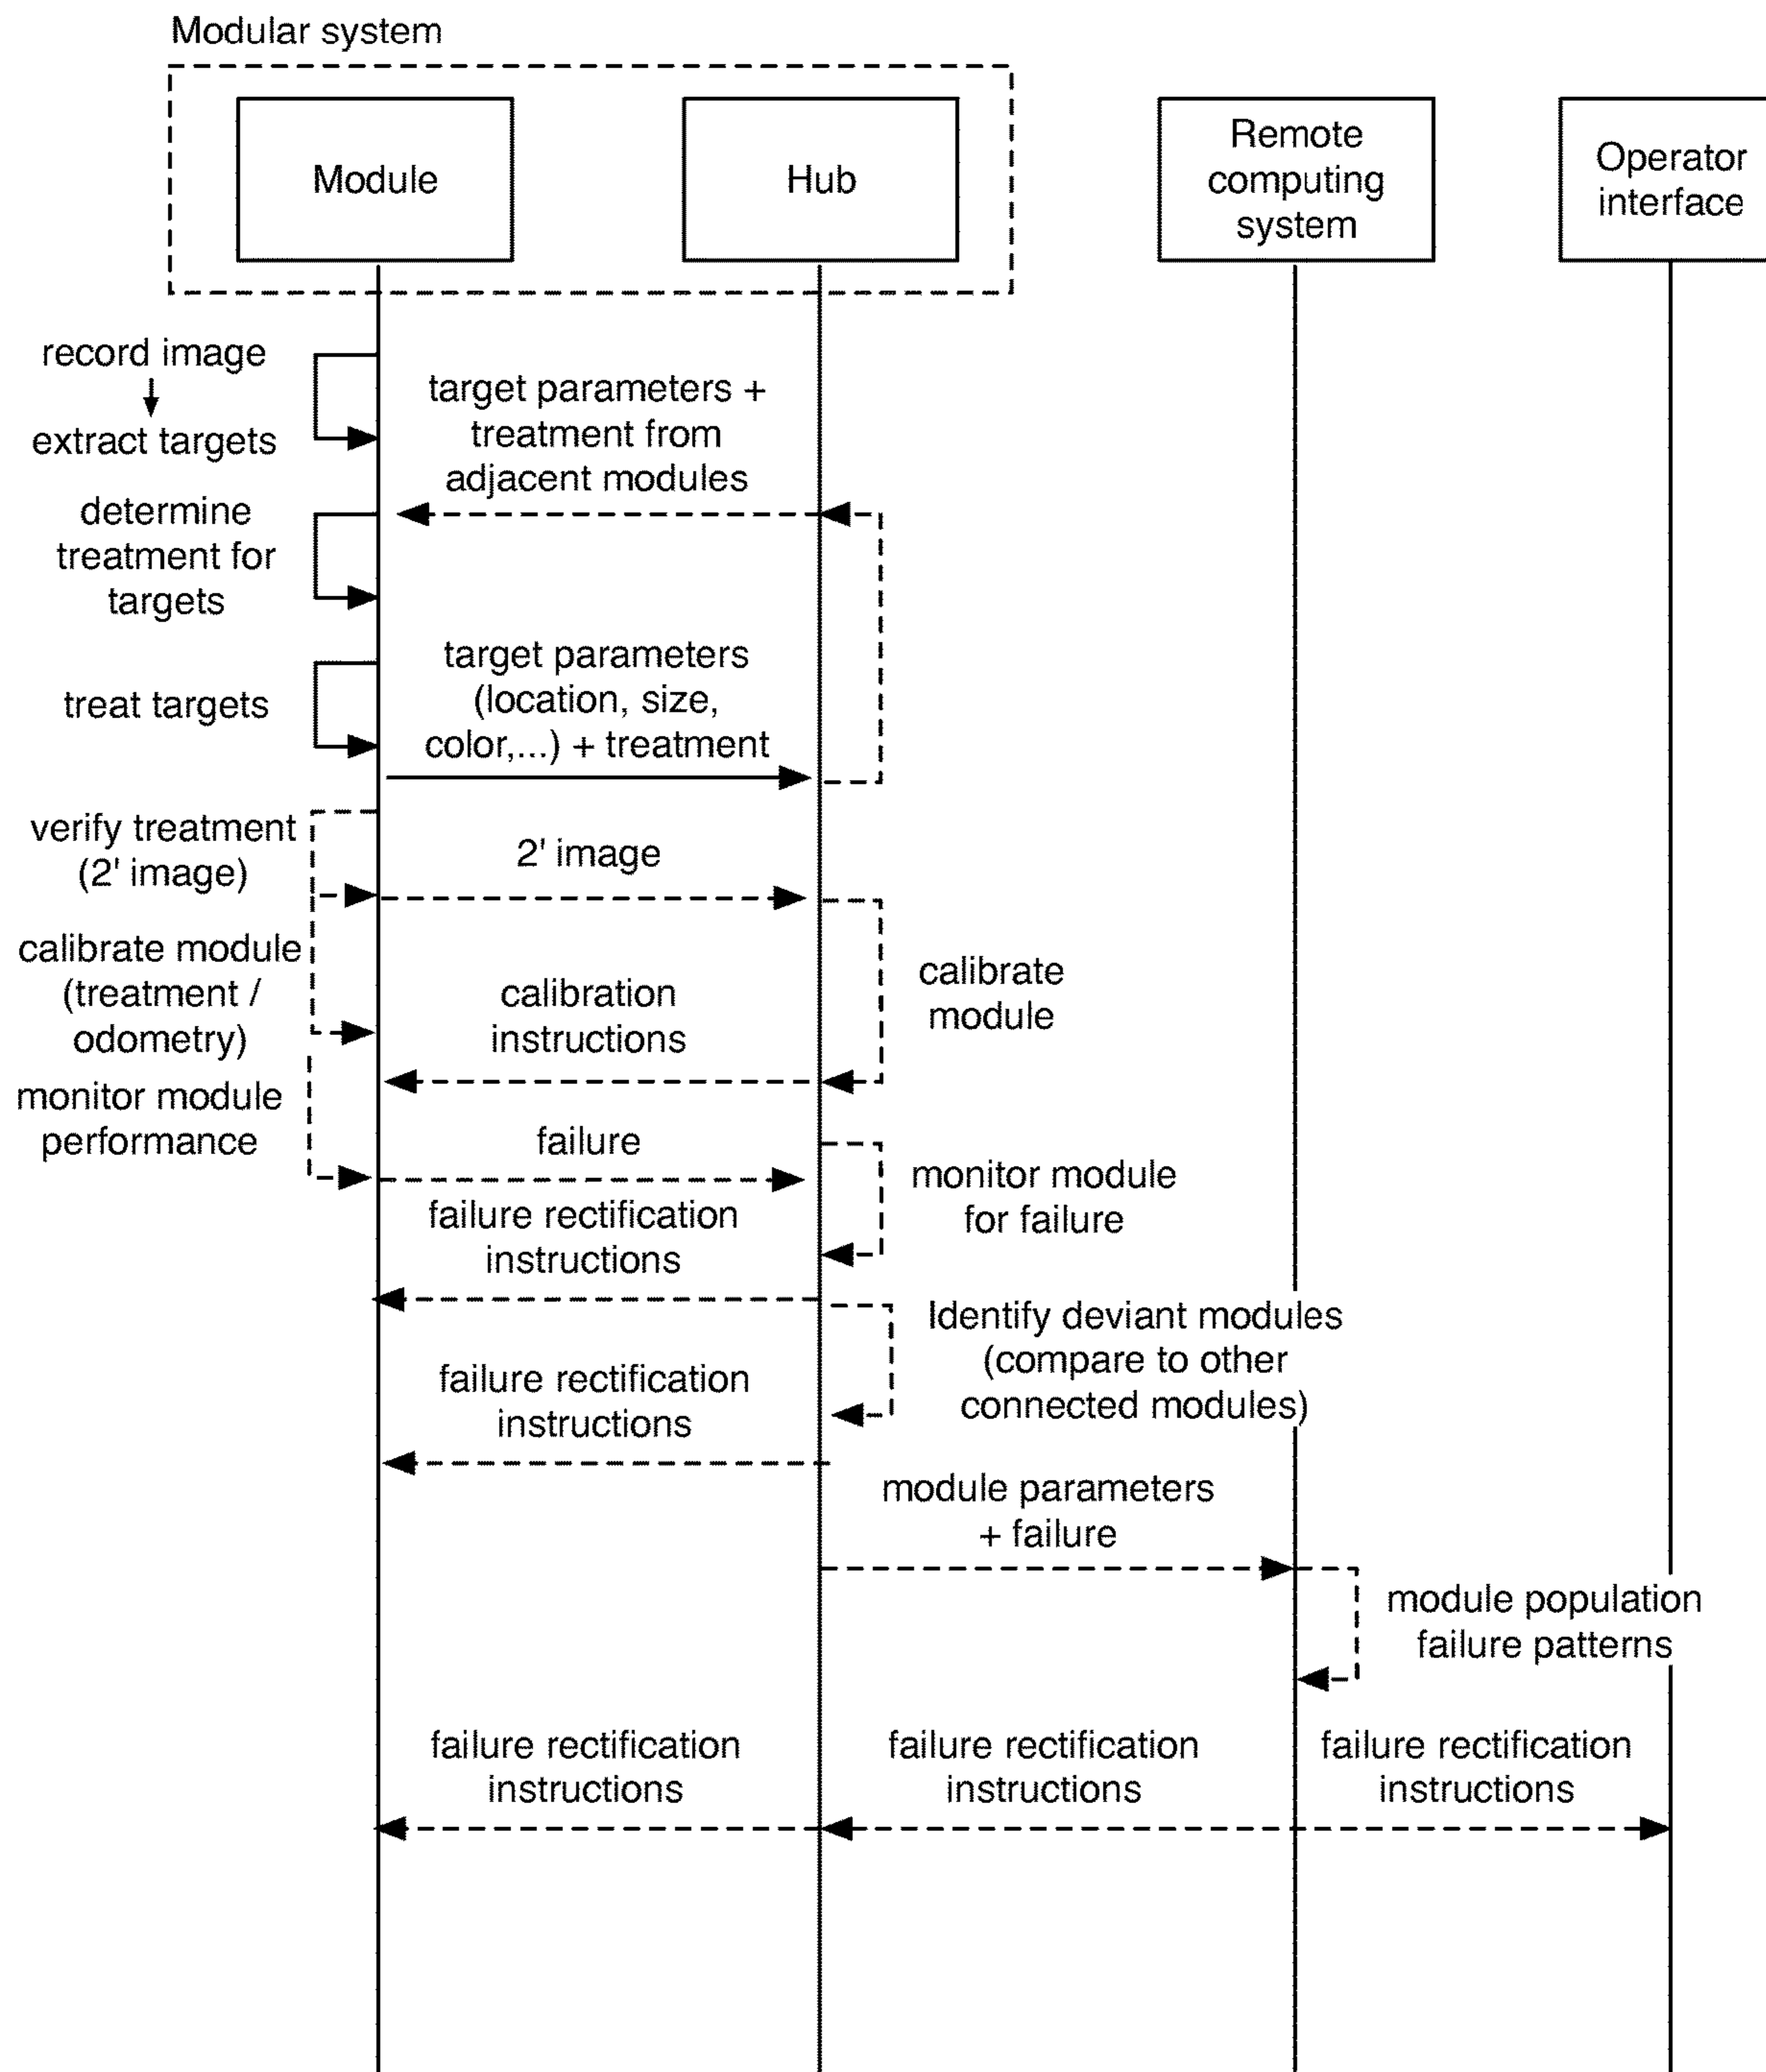 Modular system
Module
Hub
Remote
computing
system
Operator
interface
record image
extract targets
target parameters +
treatment from
adjacent modules
determine
treatment for
targets
treat targets
target parameters
(location, size,
color,...) + treatment
verify treatment
(2' image)
2' image
calibrate module
(treatment /
odometry)
calibration
instructions
calibrate
module
monitor module
performance
failure
monitor module
for failure
failure rectification
instructions
Identify deviant modules
(compare to other
connected modules)
failure rectification
instructions
module parameters
+ failure
module population
failure patterns
failure rectification
instructions
failure rectification
instructions
failure rectification
instructions